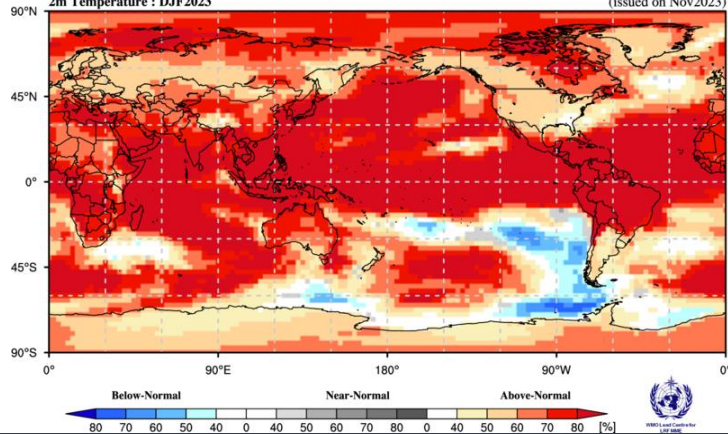 2m Temperature : DJF2023
(issued on Nov2023)
90°N
45°N
0°
45°S
90°S
0° 90°E 180° 90°W 0°
Below-Normal Near-Normal Above-Normal
80 70 60 50 40 0 40 50 60 70 80 0 40 50 60 70 80 [%]
WMO Lead Centre for
LRFMME